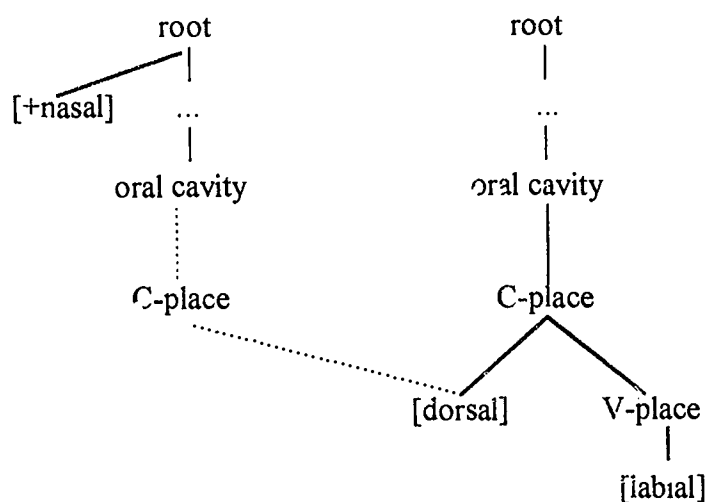 root root
[+nasal]
... ...
oral cavity oral cavity
C-place C-place
[dorsal] V-place
[labial]